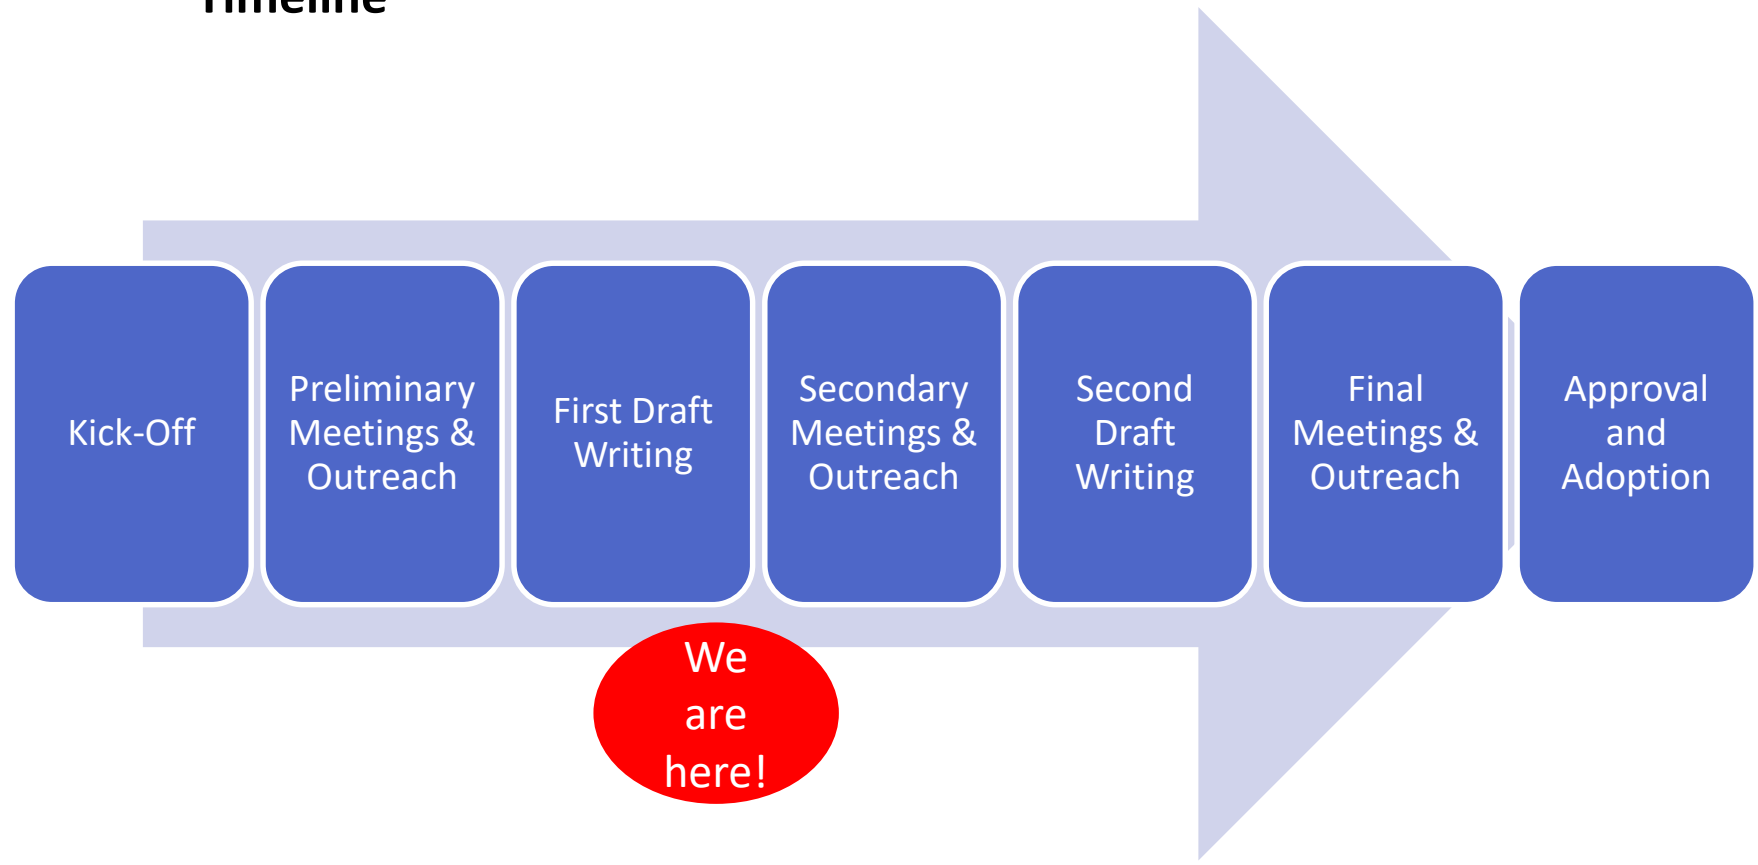 Timeline
Kick-Off
Preliminary
Meetings &
Outreach
First Draft
Writing
Secondary
Meetings &
Outreach
Second
Draft
Writing
Final
Meetings &
Outreach
Approval
and
Adoption
We
are
here!